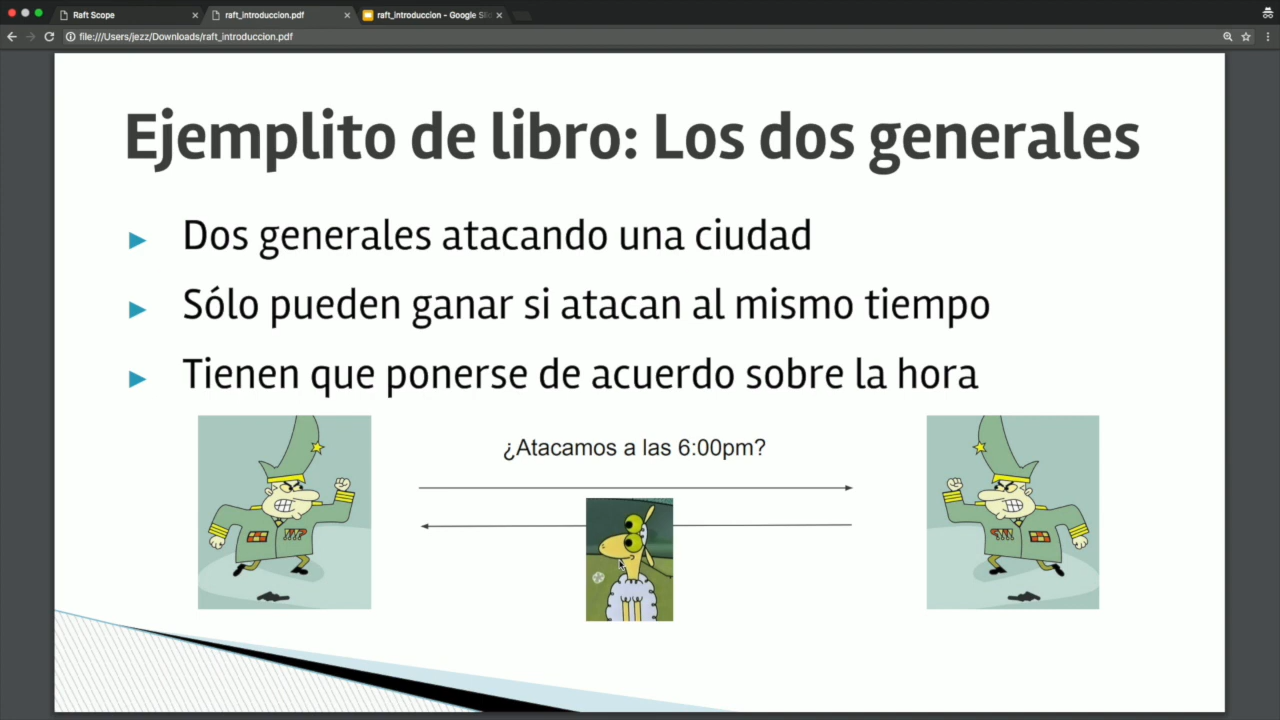 Raft Scope
raft_introduccion.pdf
raft_introduccion - Google Sli
file:///Users/jezz/Downloads/raft_introduccion.pdf
Ejemplito de libro: Los dos generales
Dos generales atacando una ciudad
Sólo pueden ganar si atacan al mismo tiempo
Tienen que ponerse de acuerdo sobre la hora
¿Atacamos a las 6:00pm?